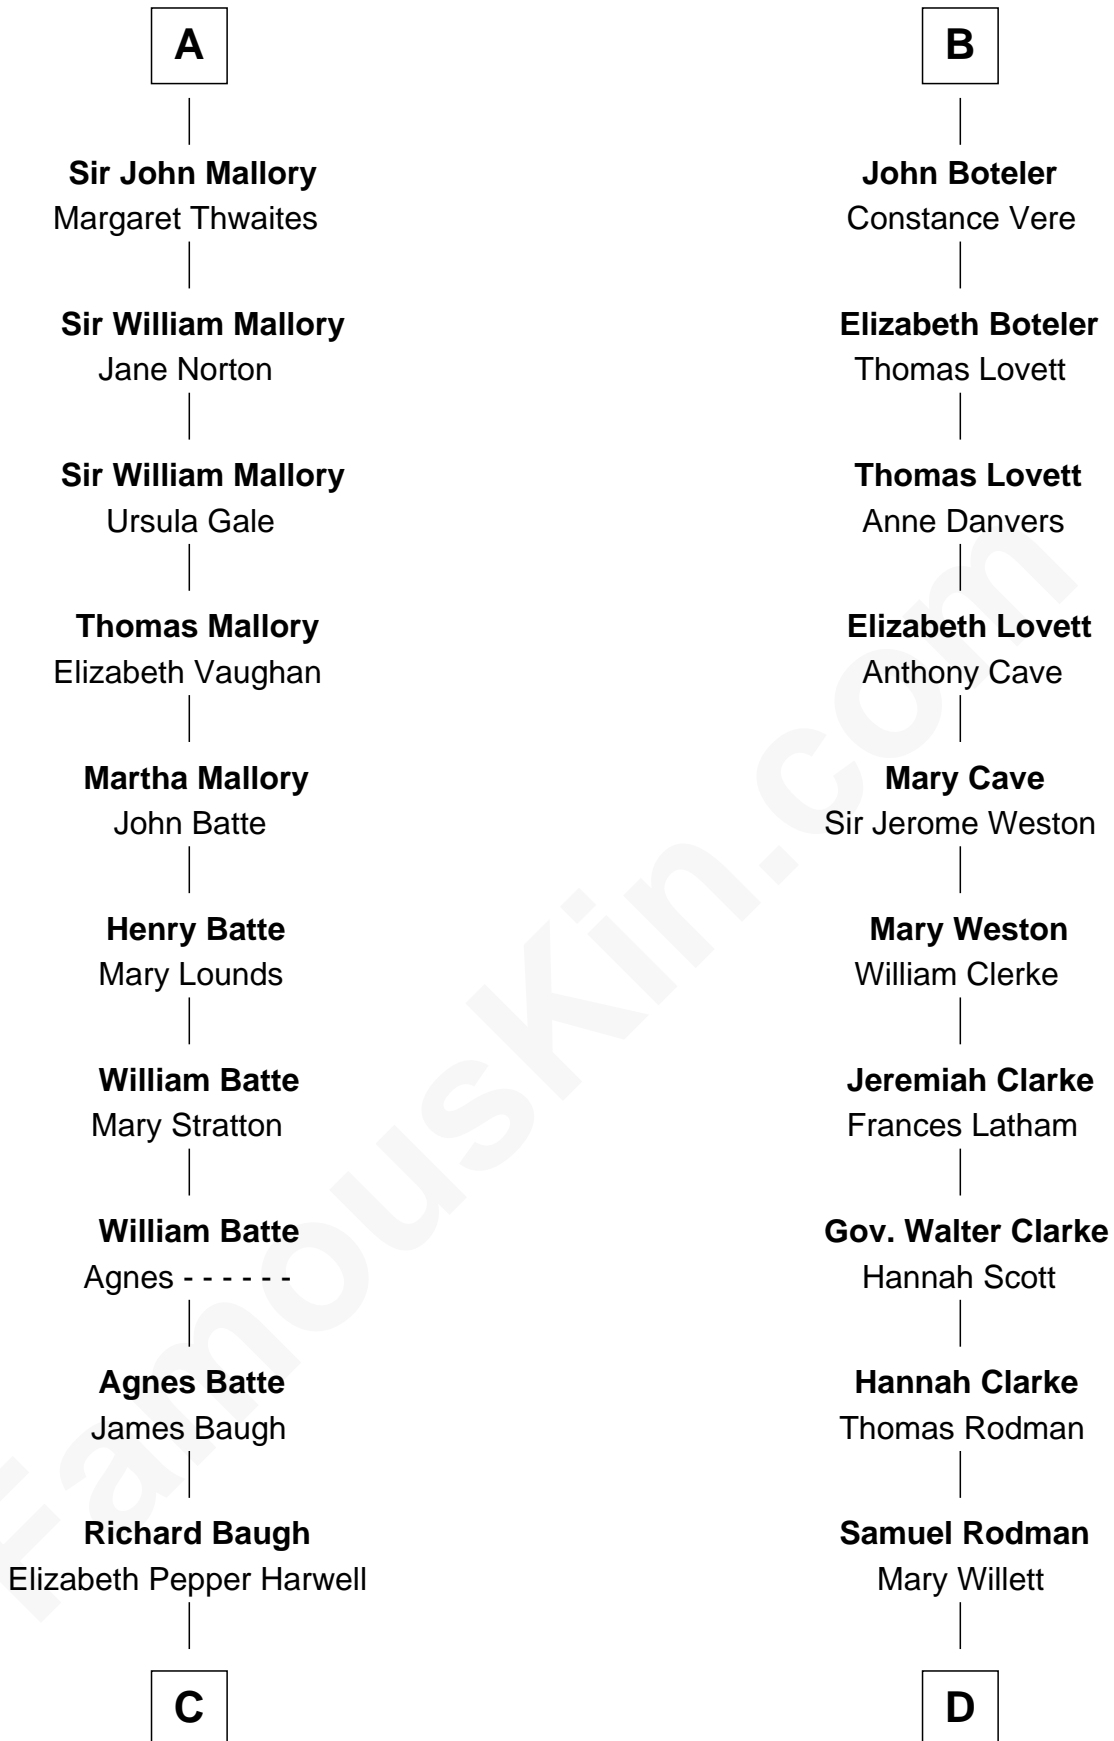 A
Sir John Mallory
Margaret Thwaites
Sir William Mallory
Jane Norton
Sir William Mallory
Ursula Gale
Thomas Mallory
Elizabeth Vaughan
Martha Mallory
John Batte
Henry Batte
Mary Lounds
William Batte
Mary Stratton
William Batte
Agnes - - - - - -
Agnes Batte
James Baugh
Richard Baugh
Elizabeth Pepper Harwell
C
B
John Boteler
Constance Vere
Elizabeth Boteler
Thomas Lovett
Thomas Lovett
Anne Danvers
Elizabeth Lovett
Anthony Cave
Mary Cave
Sir Jerome Weston
Mary Weston
William Clerke
Jeremiah Clarke
Frances Latham
Gov. Walter Clarke
Hannah Scott
Hannah Clarke
Thomas Rodman
Samuel Rodman
Mary Willett
D
FamousKin.com